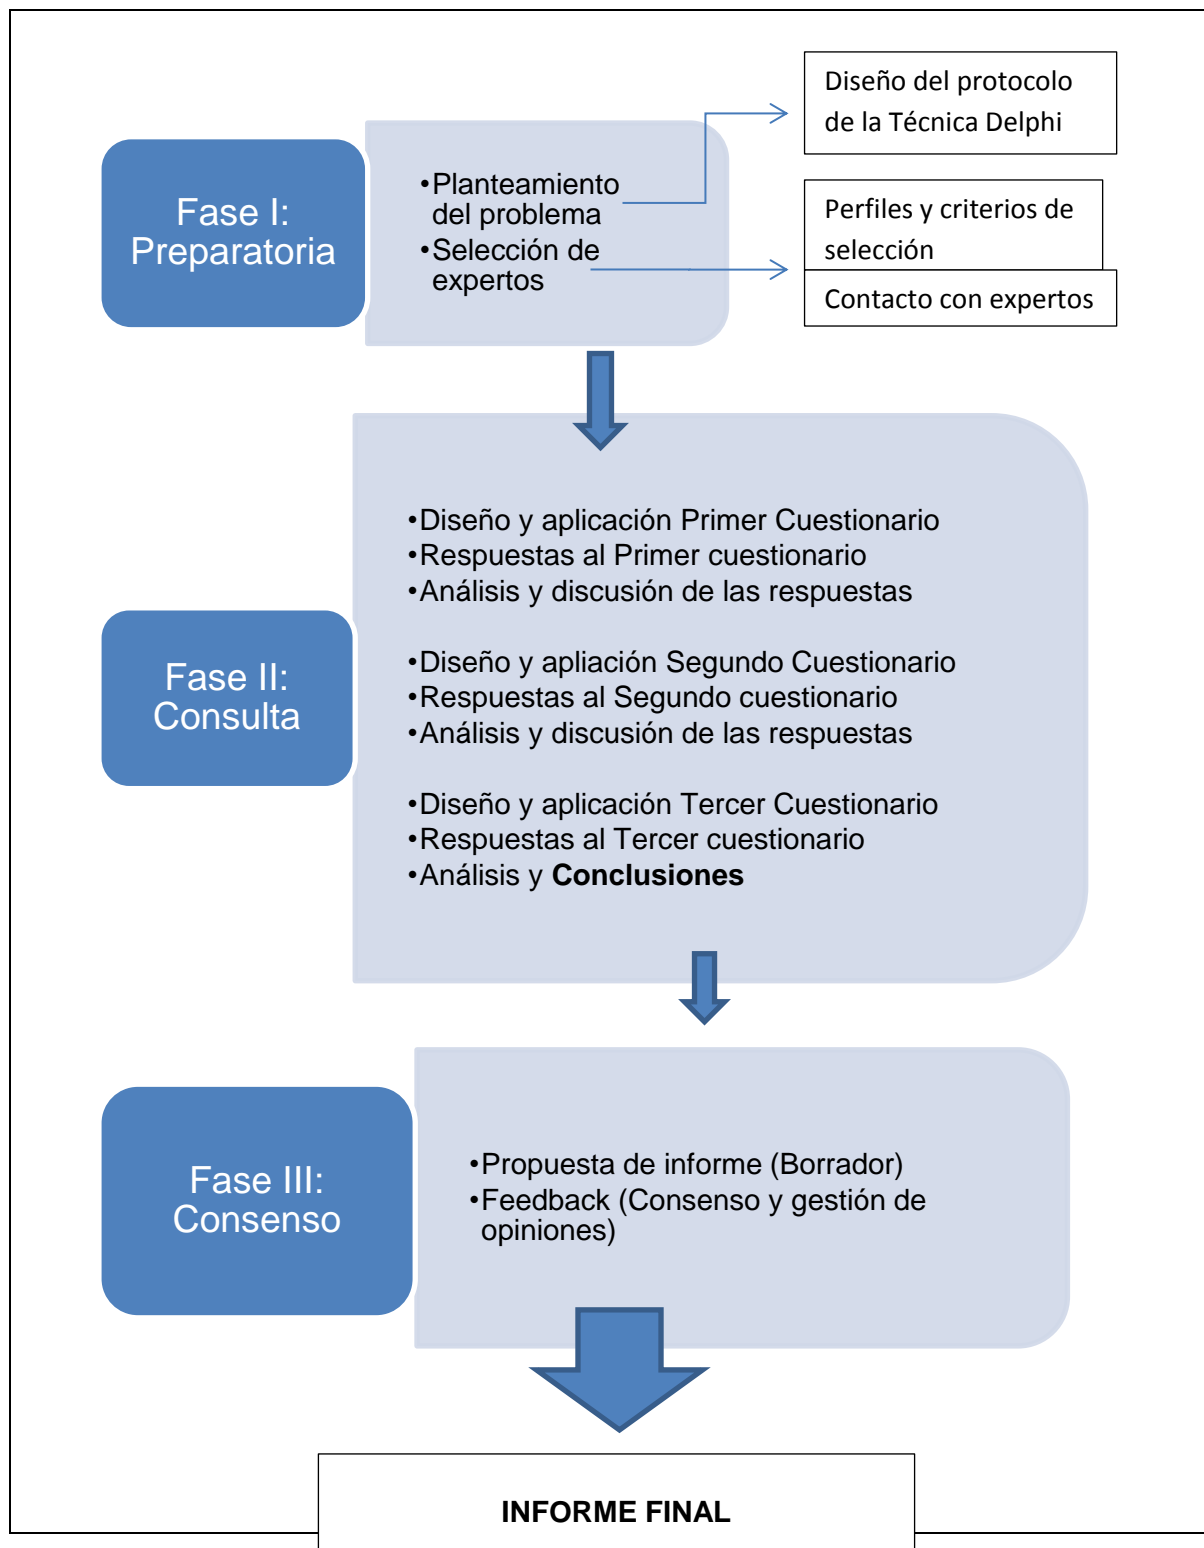 Diseño del protocolo
de la Técnica Delphi
Fase I:
Preparatoria
•Planteamiento
del problema
•Selección de
expertos
Perfiles y criterios de
selección
Contacto con expertos
Fase II:
Consulta
•Diseño y aplicación Primer Cuestionario
•Respuestas al Primer cuestionario
•Análisis y discusión de las respuestas
•Diseño y apliación Segundo Cuestionario
•Respuestas al Segundo cuestionario
•Análisis y discusión de las respuestas
•Diseño y aplicación Tercer Cuestionario
•Respuestas al Tercer cuestionario
•Análisis y Conclusiones
Fase III:
Consenso
•Propuesta de informe (Borrador)
•Feedback (Consenso y gestión de
opiniones)
INFORME FINAL